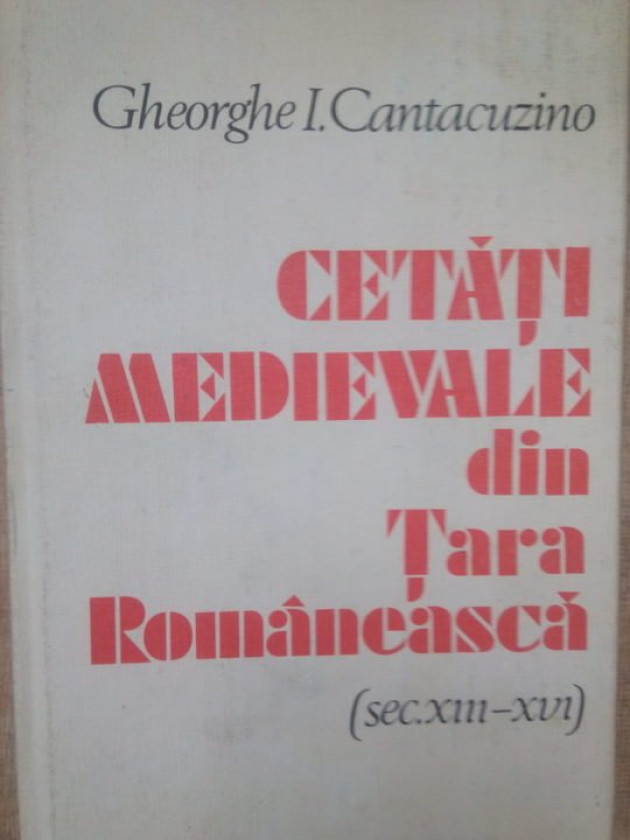 Gheorghe I. Cantacuzino
CETĂȚI
MEDIEVALE
din
Țara
Românească
(sec. XIII–XVI)